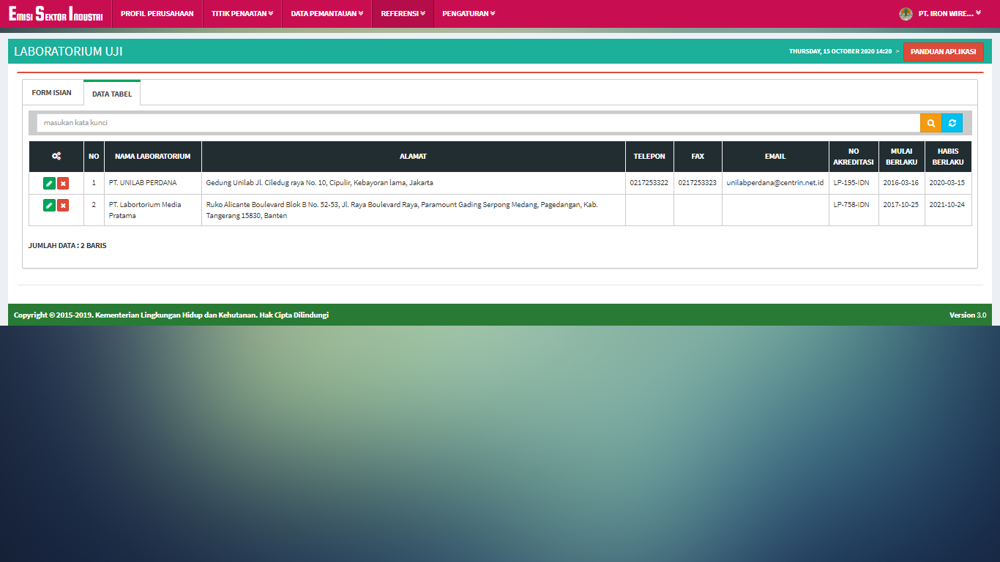 EMISI SEKTOR INDUSTRI PROFIL PERUSAHAAN TITIK PENAATAN DATA PEMANTAUAN REFERENSI PENGATURAN PT. IRON WIRE...
LABORATORIUM UJI THURSDAY, 15 OCTOBER 2020 14:20 > PANDUAN APLIKASI
FORM ISIAN DATA TABEL
masukan kata kunci
NO NAMA LABORATORIUM ALAMAT TELEPON FAX EMAIL NO AKREDITASI MULAI BERLAKU HABIS BERLAKU
1 PT. UNILAB PERDANA Gedung Unilab Jl. Ciledug raya No. 10, Cipulir, Kebayoran lama, Jakarta 0217253322 0217253323 unilabperdana@centrin.net.id LP-195-IDN 2016-03-16 2020-03-15
2 PT. Labortorium Media Pratama Ruko Alicante Boulevard Blok B No. 52-53, Jl. Raya Boulevard Raya, Paramount Gading Serpong Medang, Pagedangan, Kab. Tangerang 15830, Banten LP-758-IDN 2017-10-25 2021-10-24
JUMLAH DATA : 2 BARIS
Copyright © 2015-2019. Kementerian Lingkungan Hidup dan Kehutanan. Hak Cipta Dilindungi Version 3.0